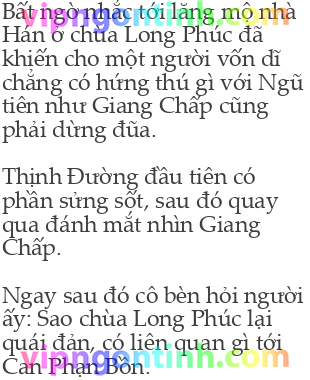 Bất ngờ nhắc tới lăng mộ nhà
Hán ở chùa Long Phúc đã
khiến cho một người vốn dĩ
chẳng có hứng thú gì với Ngũ
tiên như Giang Chấp cũng
phải dừng đũa.
Thịnh Đường đầu tiên có
phần sửng sốt, sau đó quay
qua đánh mắt nhìn Giang
Chấp.
Ngay sau đó cô bèn hỏi người
ấy: Sao chùa Long Phúc lại
quái đản, có liên quan gì tới
Can Phạn Bồn.
vipngontinh.com
vipngontinh.com